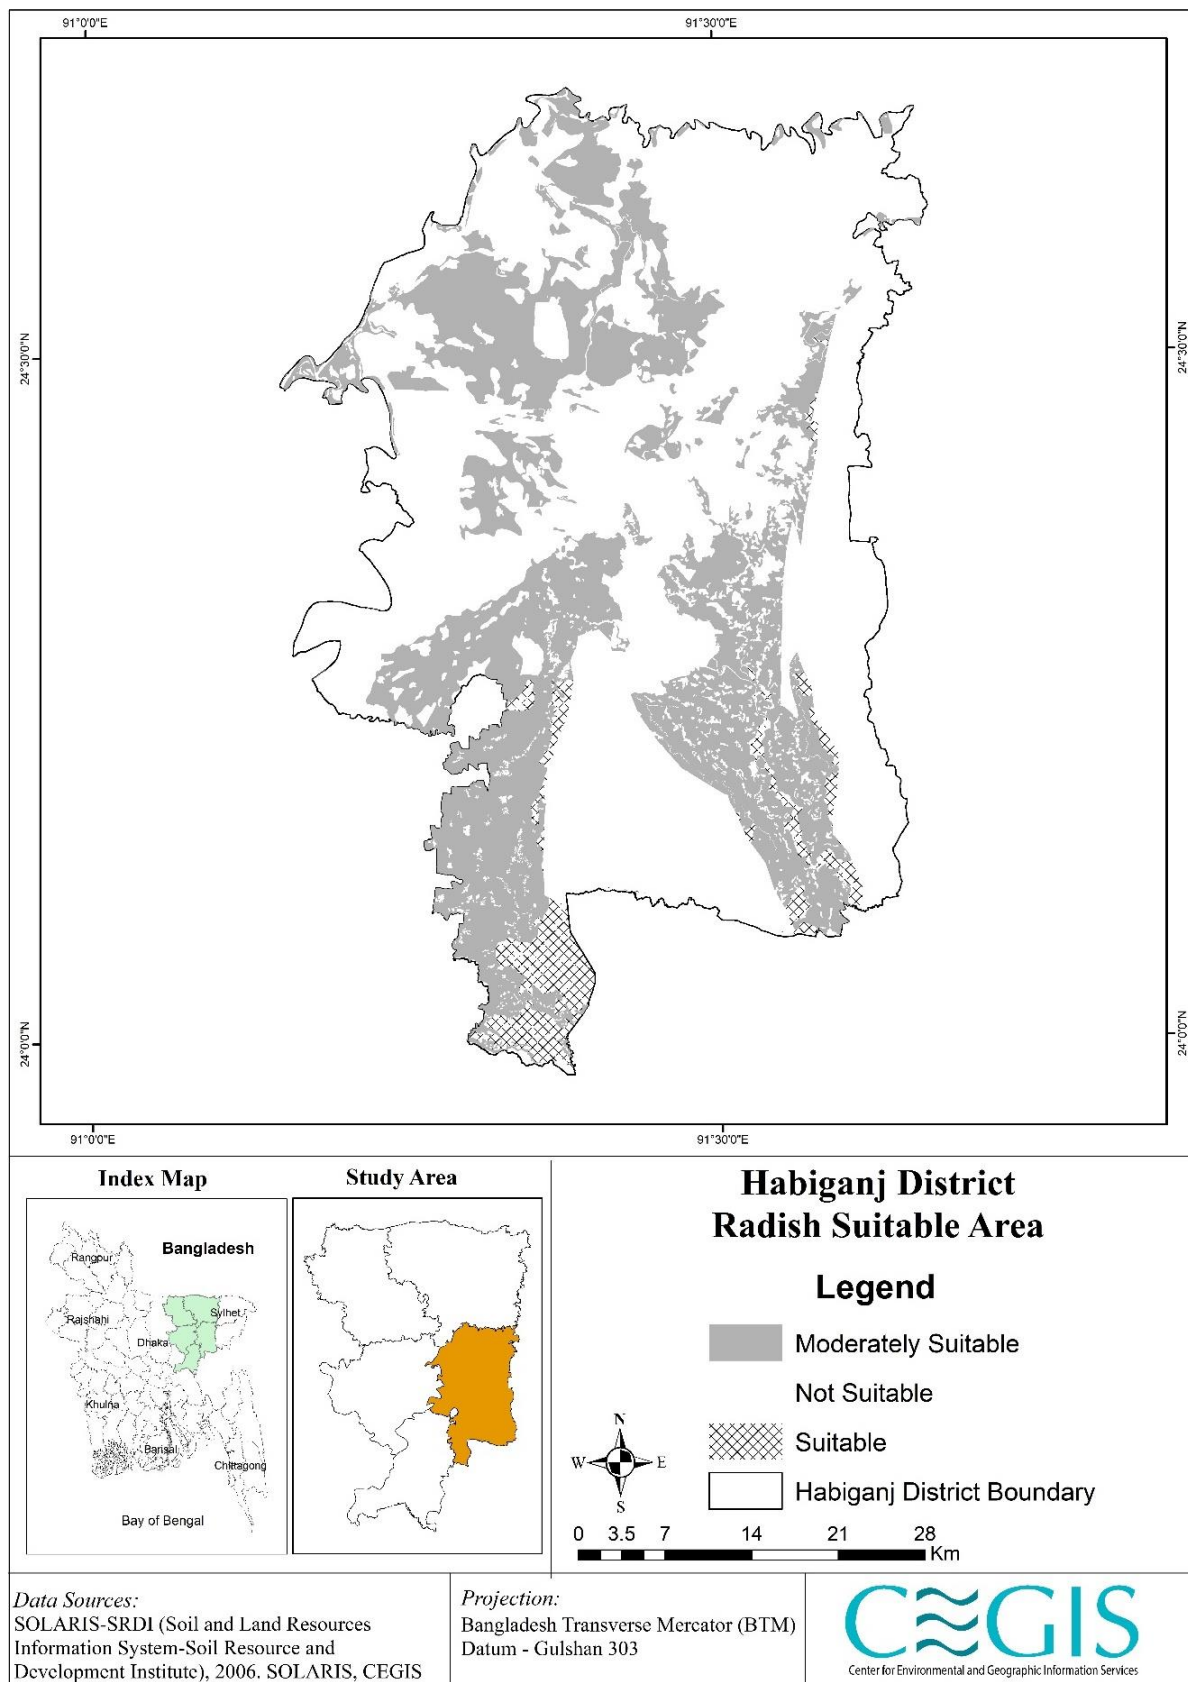 91°0'0"E
91°30'0"E
24°30'0"N
24°30'0"N
24°0'0"N
24°0'0"N
91°0'0"E
91°30'0"E
Index Map
Bangladesh
Rangpur
Rajshahi
Sylhet
Dhaka
Khulna
Barisal
Chittagong
Bay of Bengal
Study Area
Habiganj District
Radish Suitable Area
Legend
Moderately Suitable
Not Suitable
Suitable
Habiganj District Boundary
N
W E
S
0 3.5 7 14 21 28
Km
Data Sources:
SOLARIS-SRDI (Soil and Land Resources
Information System-Soil Resource and
Development Institute), 2006. SOLARIS, CEGIS
Projection:
Bangladesh Transverse Mercator (BTM)
Datum - Gulshan 303
CEGIS
Center for Environmental and Geographic Information Services